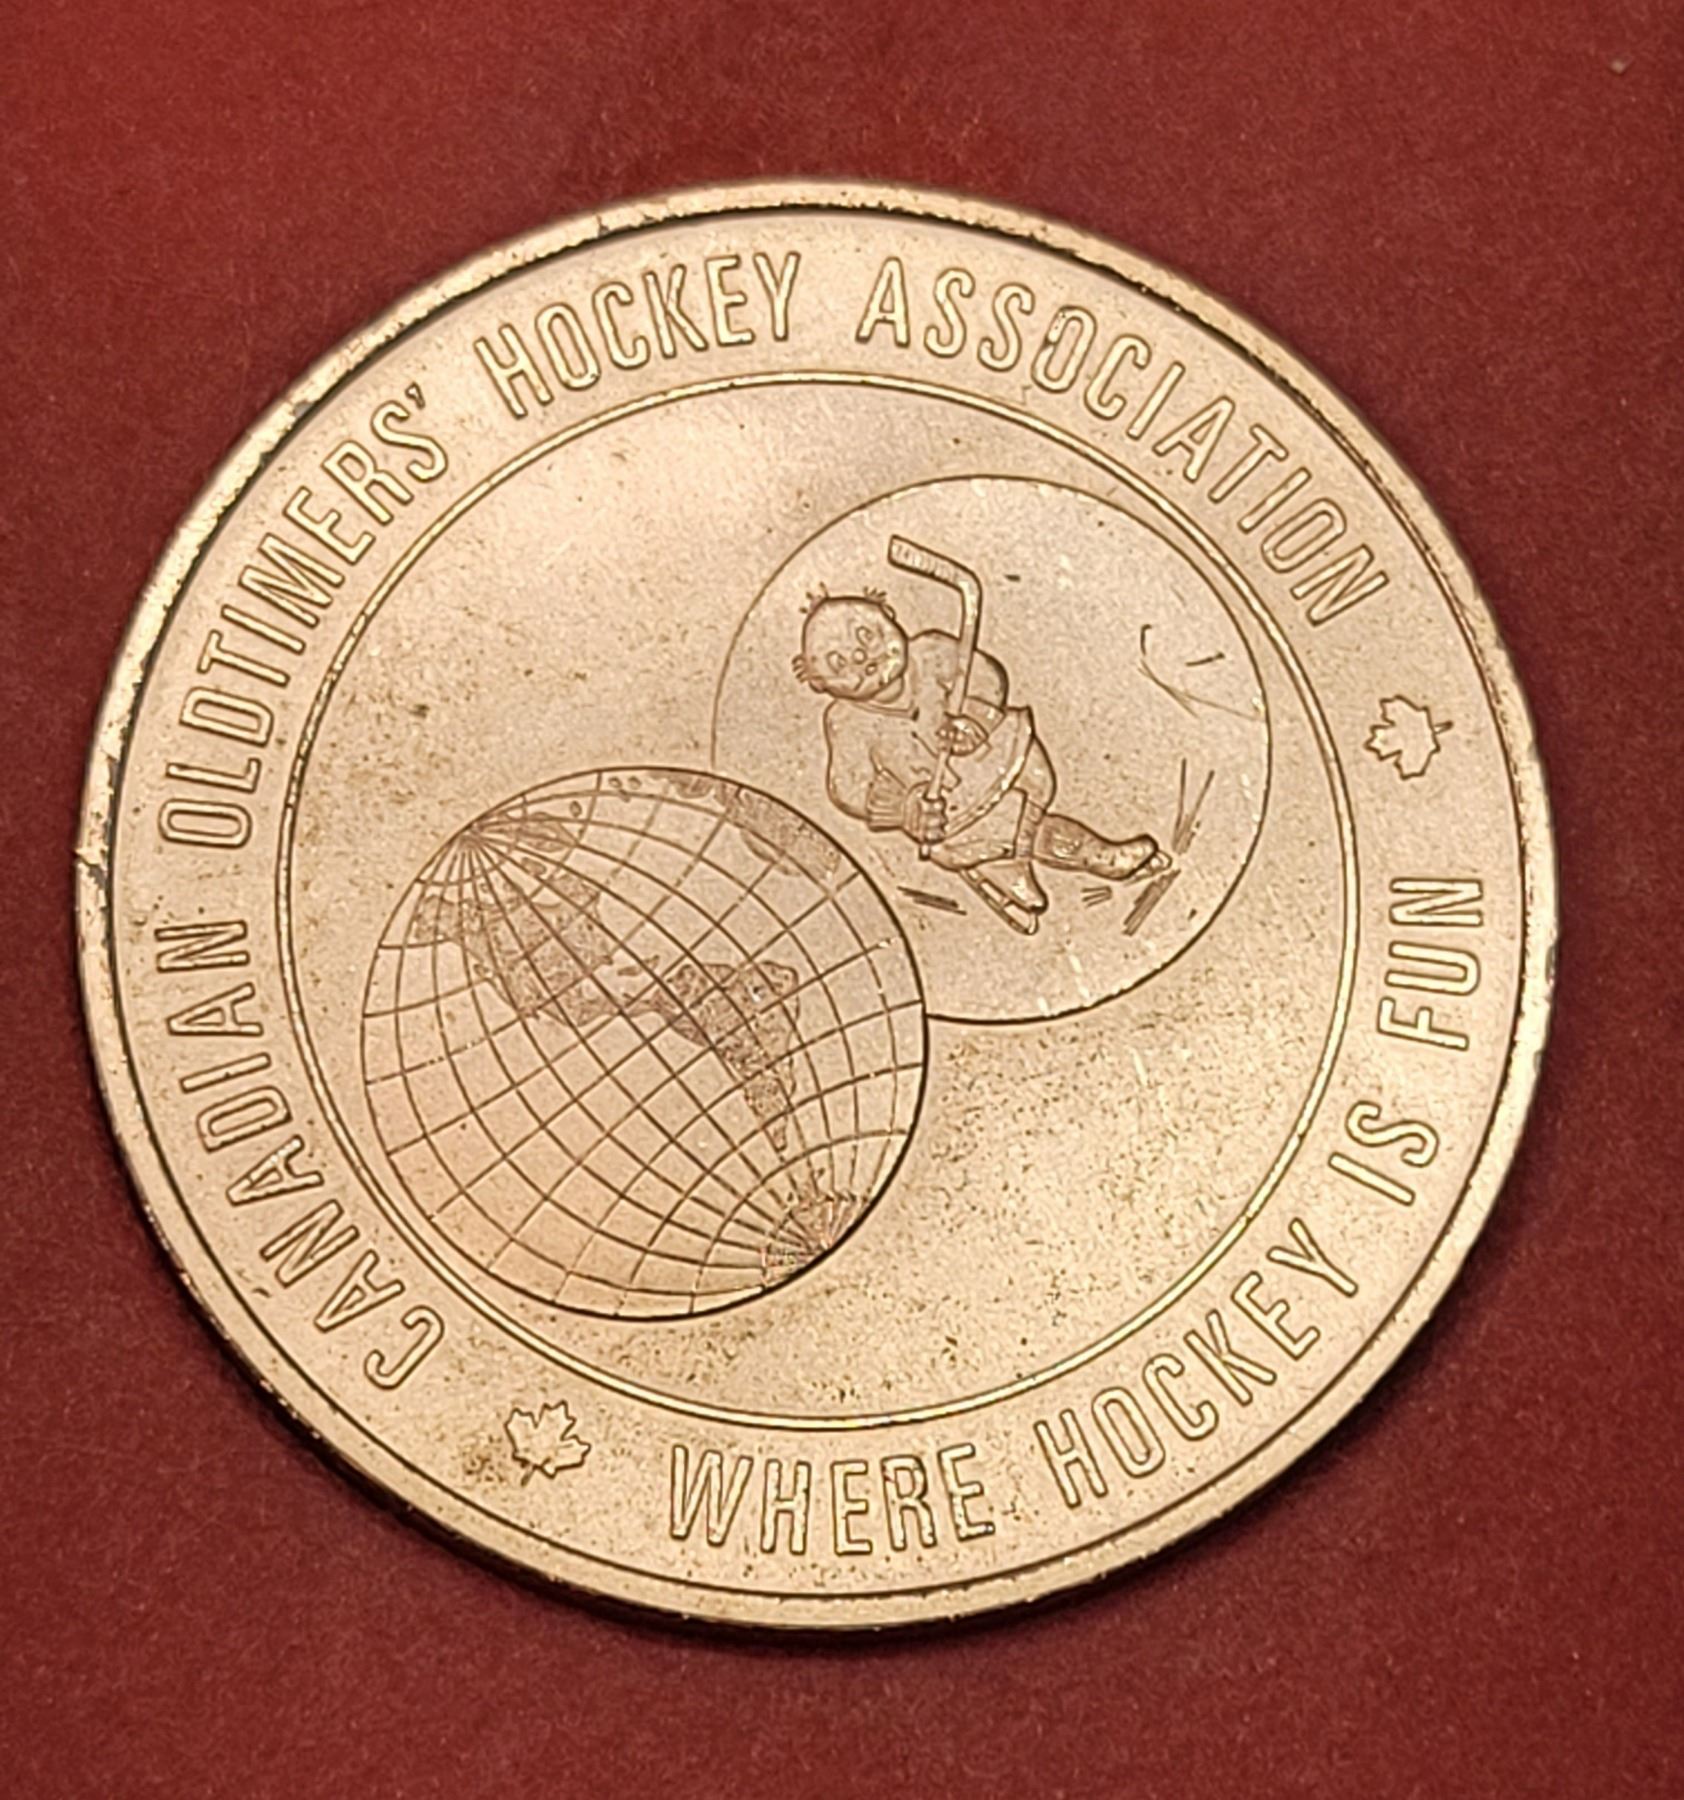 CANADIAN OLDTIMERS' HOCKEY ASSOCIATION
WHERE HOCKEY IS FUN